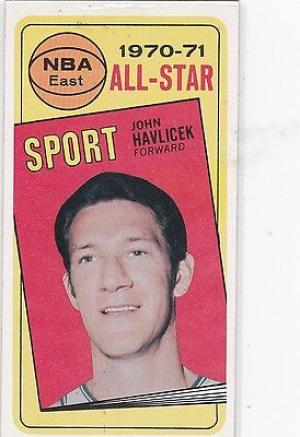 NBA
East
1970-71
ALL-STAR
SPORT
JOHN
HAVLICEK
FORWARD